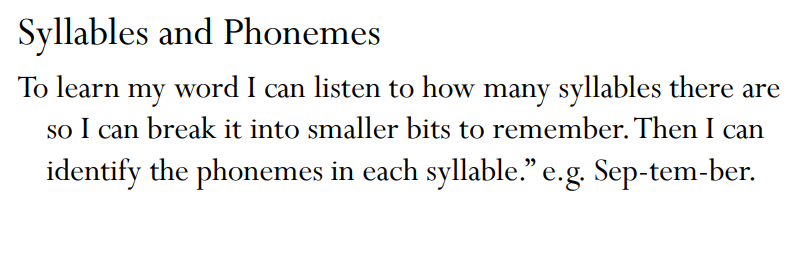 Syllables and Phonemes
To learn my word I can listen to how many syllables there are
so I can break it into smaller bits to remember. Then I can
identify the phonemes in each syllable.” e.g. Sep-tem-ber.